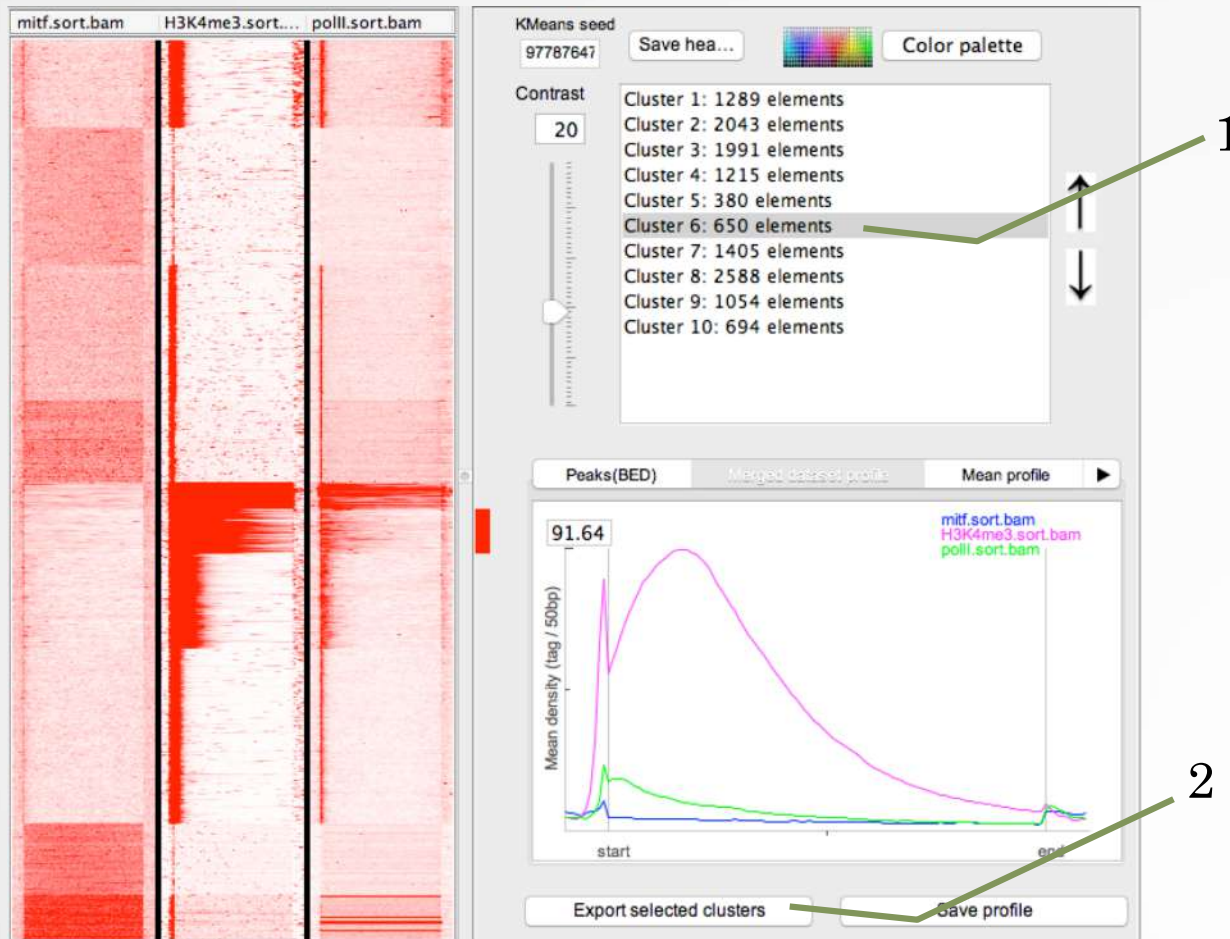 mitf.sort.bam H3K4me3.sort.... polII.sort.bam
KMeans seed
97787647
Save hea...
Color palette
Contrast
20
Cluster 1: 1289 elements
Cluster 2: 2043 elements
Cluster 3: 1991 elements
Cluster 4: 1215 elements
Cluster 5: 380 elements
Cluster 6: 650 elements
Cluster 7: 1405 elements
Cluster 8: 2588 elements
Cluster 9: 1054 elements
Cluster 10: 694 elements
1
Peaks(BED) Merged dataset profile Mean profile
91.64
mitf.sort.bam
H3K4me3.sort.bam
polII.sort.bam
Mean density (tag / 50bp)
start end
2
Export selected clusters Save profile